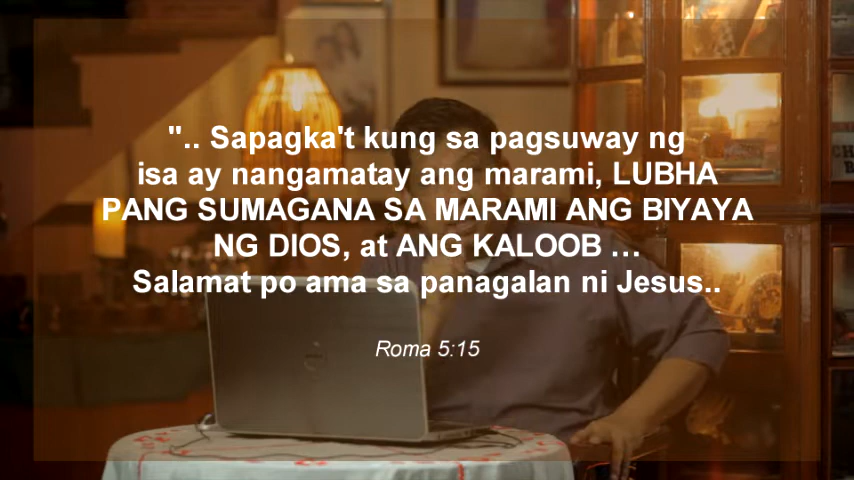 ".. Sapagka't kung sa pagsuway ng
isa ay nangamatay ang marami, LUBHA
PANG SUMAGANA SA MARAMI ANG BIYAYA
NG DIOS, at ANG KALOOB ...
Salamat po ama sa panagalan ni Jesus..
Roma 5:15